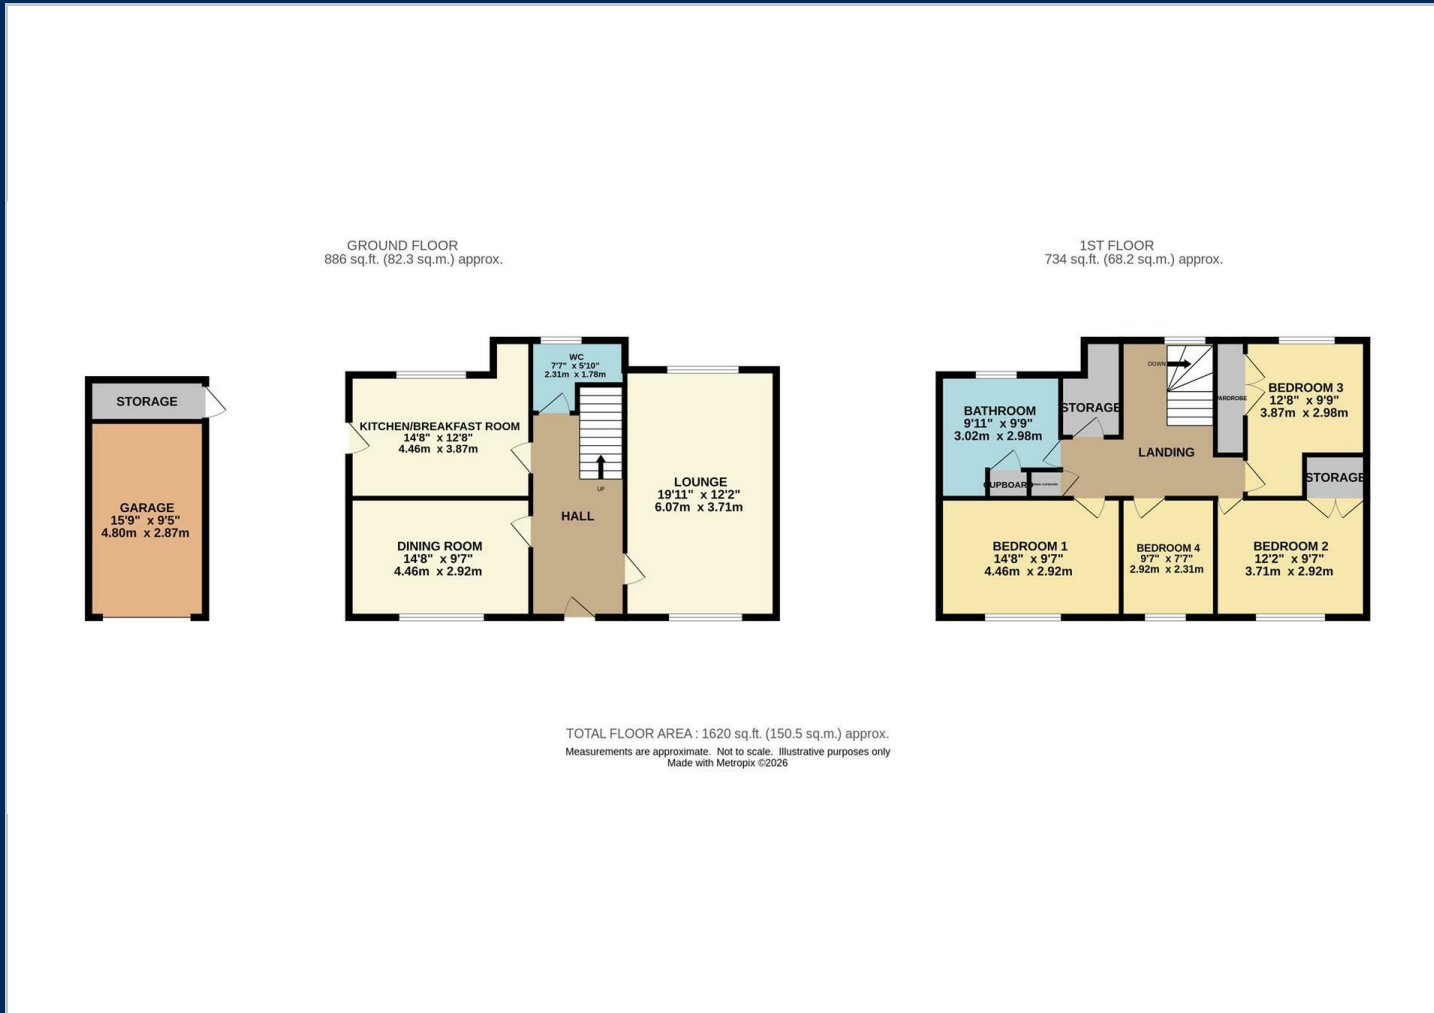 GROUND FLOOR
886 sq.ft. (82.3 sq.m.) approx.
1ST FLOOR
734 sq.ft. (68.2 sq.m.) approx.
STORAGE
GARAGE
15'9" x 9'5"
4.80m x 2.87m
KITCHEN/BREAKFAST ROOM
14'8" x 12'8"
4.46m x 3.87m
DINING ROOM
14'8" x 9'7"
4.46m x 2.92m
WC
7'7" x 5'10"
2.31m x 1.78m
UP
HALL
LOUNGE
19'11" x 12'2"
6.07m x 3.71m
BATHROOM
9'11" x 9'9"
3.02m x 2.98m
STORAGE
CUPBOARD
CUPBOARD
DOWN
LANDING
WARDROBE
BEDROOM 3
12'8" x 9'9"
3.87m x 2.98m
STORAGE
BEDROOM 1
14'8" x 9'7"
4.46m x 2.92m
BEDROOM 4
9'7" x 7'7"
2.92m x 2.31m
BEDROOM 2
12'2" x 9'7"
3.71m x 2.92m
TOTAL FLOOR AREA : 1620 sq.ft. (150.5 sq.m.) approx.
Measurements are approximate. Not to scale. Illustrative purposes only
Made with Metropix ©2026